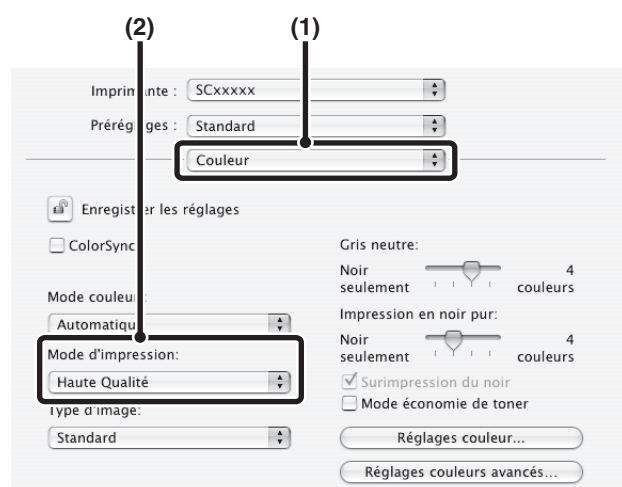 (2) (1)
Imprimante : SCxxxxx
Préréglages : Standard
Couleur
Enregistrer les réglages
ColorSync
Mode couleur :
Automatique
Mode d'impression:
Haute Qualité
Type d'image:
Standard
Gris neutre:
Noir seulement
4 couleurs
Impression en noir pur:
Noir seulement
4 couleurs
Surimpression du noir
Mode économie de toner
Réglages couleur...
Réglages couleurs avancés...